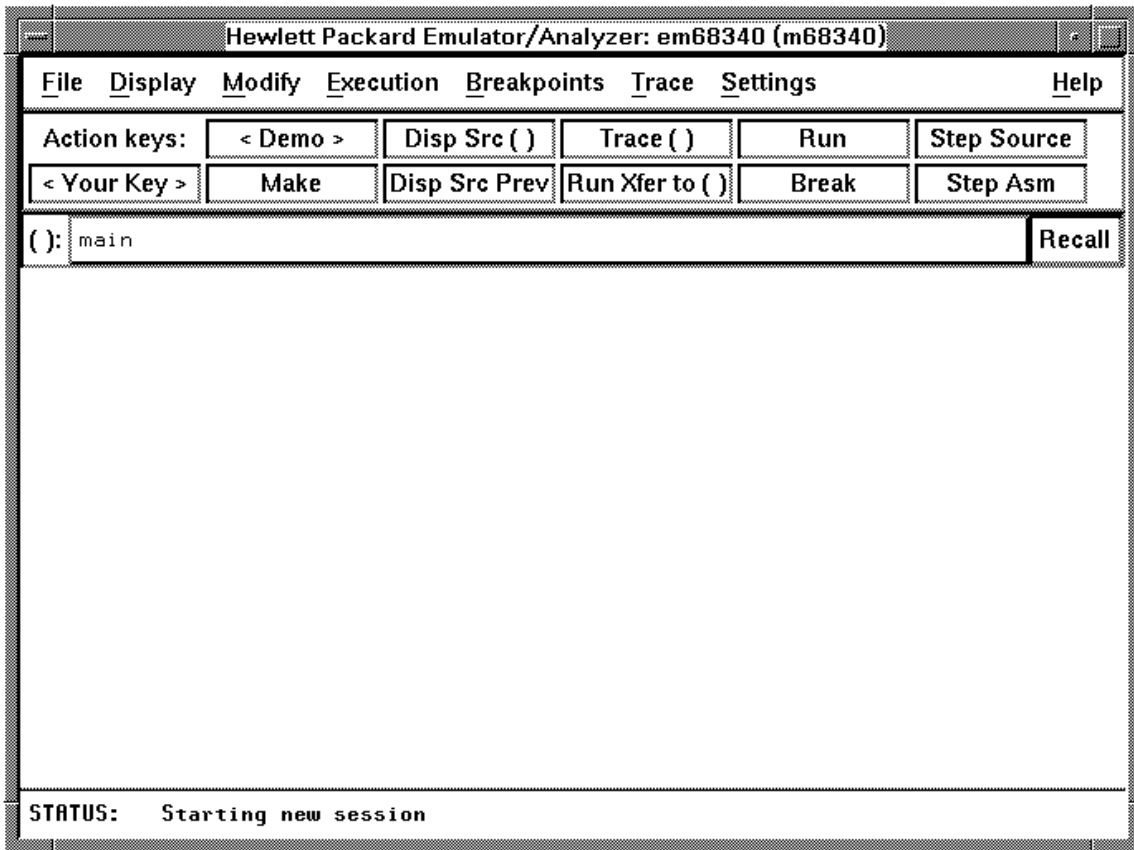 Hewlett Packard Emulator/Analyzer: em68340 (m68340)
File Display Modify Execution Breakpoints Trace Settings Help
Action keys: < Demo > Disp Src ( ) Trace ( ) Run Step Source
< Your Key > Make Disp Src Prev Run Xfer to ( ) Break Step Asm
( ): main Recall
STATUS: Starting new session